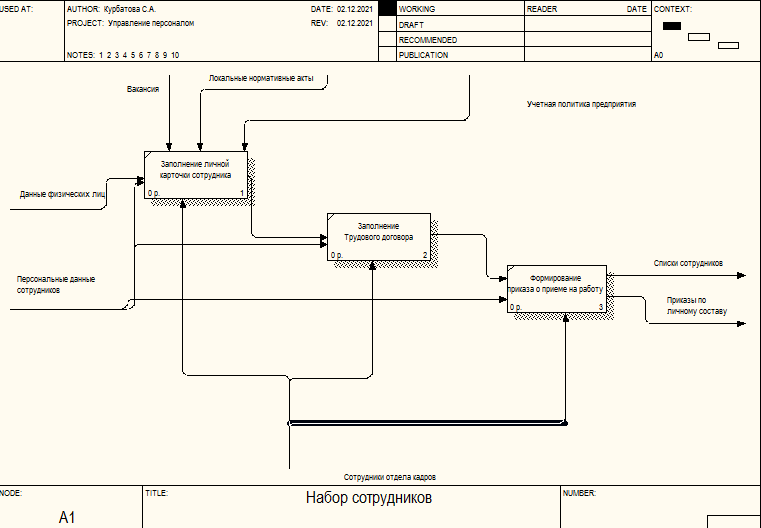 USED AT:
AUTHOR: Курбатова С.А.
DATE: 02.12.2021
WORKING
READER
DATE
CONTEXT:
PROJECT: Управление персоналом
REV: 02.12.2021
DRAFT
RECOMMENDED
NOTES: 1 2 3 4 5 6 7 8 9 10
PUBLICATION
A0
Вакансия
Локальные нормативные акты
Учетная политика предприятия
Заполнение личной
карточки сотрудника
0 р.
1
Данные физических лиц
Заполнение
Трудового договора
0 р.
2
Персональные данные
сотрудников
Формирование
приказа о приеме на работу
0 р.
3
Списки сотрудников
Приказы по
личному составу
Сотрудники отдела кадров
NODE:
TITLE:
NUMBER:
Набор сотрудников
A1